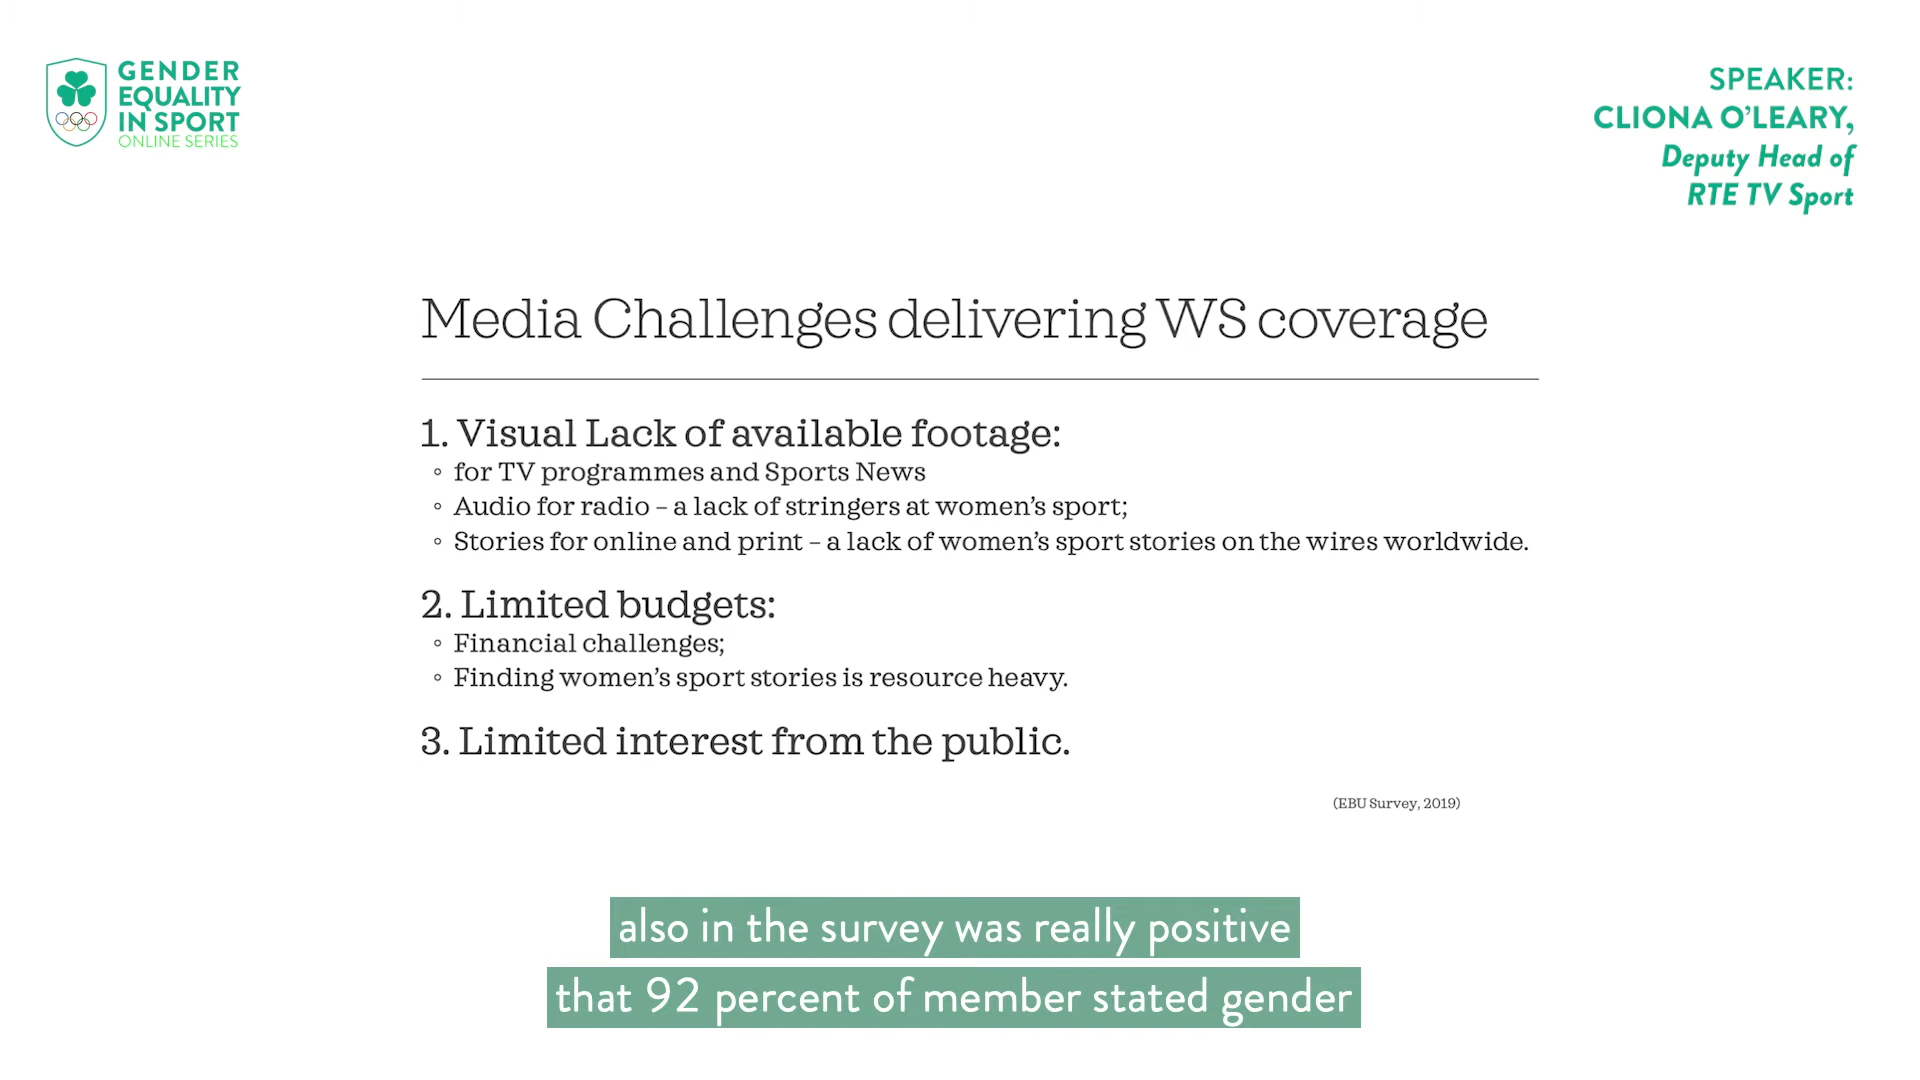 GENDER
EQUALITY
IN SPORT
ONLINE SERIES
SPEAKER:
CLIONA O’LEARY,
Deputy Head of
RTE TV Sport
Media Challenges delivering WS coverage
1. Visual Lack of available footage:
◦ for TV programmes and Sports News
◦ Audio for radio – a lack of stringers at women’s sport;
◦ Stories for online and print – a lack of women’s sport stories on the wires worldwide.
2. Limited budgets:
◦ Financial challenges;
◦ Finding women’s sport stories is resource heavy.
3. Limited interest from the public.
(EBU Survey, 2019)
also in the survey was really positive
that 92 percent of member stated gender